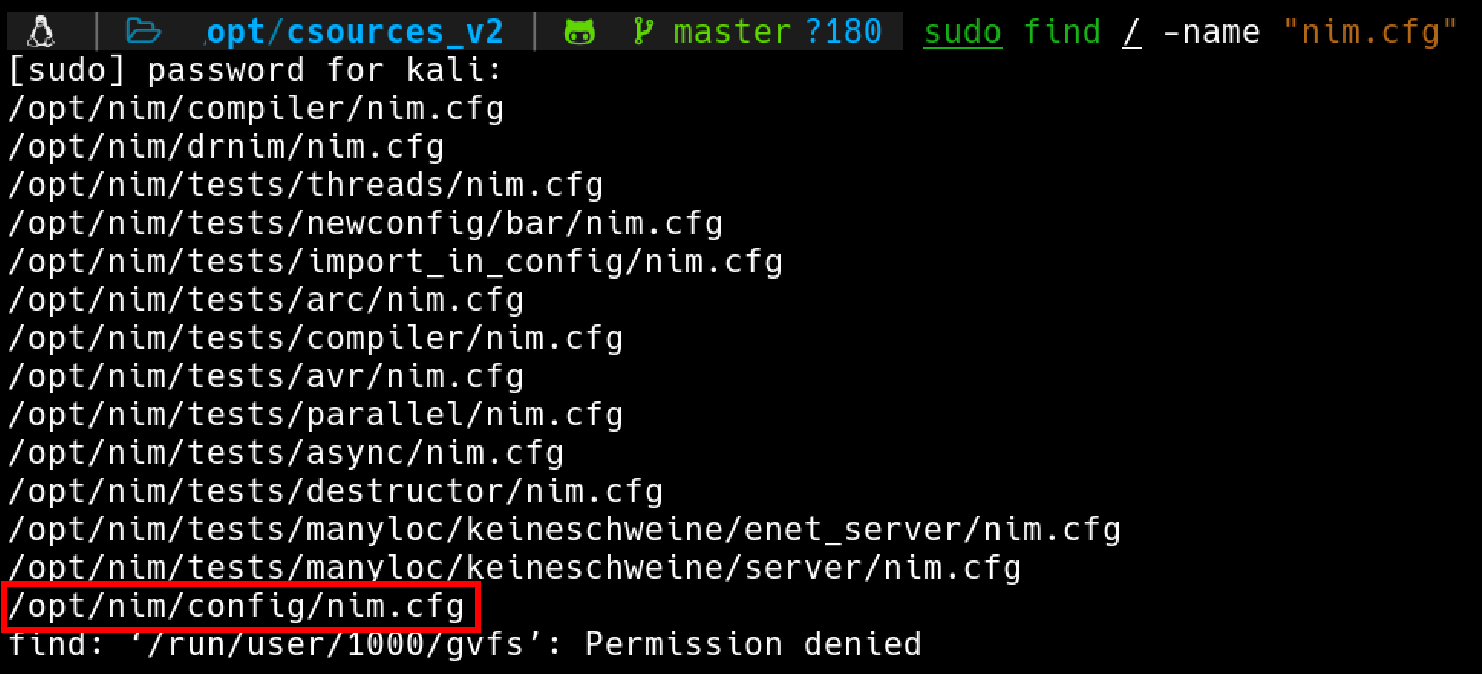 opt/csources_v2 master ?180 sudo find / -name "nim.cfg"
[sudo] password for kali:
/opt/nim/compiler/nim.cfg
/opt/nim/drnim/nim.cfg
/opt/nim/tests/threads/nim.cfg
/opt/nim/tests/newconfig/bar/nim.cfg
/opt/nim/tests/import_in_config/nim.cfg
/opt/nim/tests/arc/nim.cfg
/opt/nim/tests/compiler/nim.cfg
/opt/nim/tests/avr/nim.cfg
/opt/nim/tests/parallel/nim.cfg
/opt/nim/tests/async/nim.cfg
/opt/nim/tests/destructor/nim.cfg
/opt/nim/tests/manyloc/keineschweine/enet_server/nim.cfg
/opt/nim/tests/manyloc/keineschweine/server/nim.cfg
/opt/nim/config/nim.cfg
find: ‘/run/user/1000/gvfs’: Permission denied